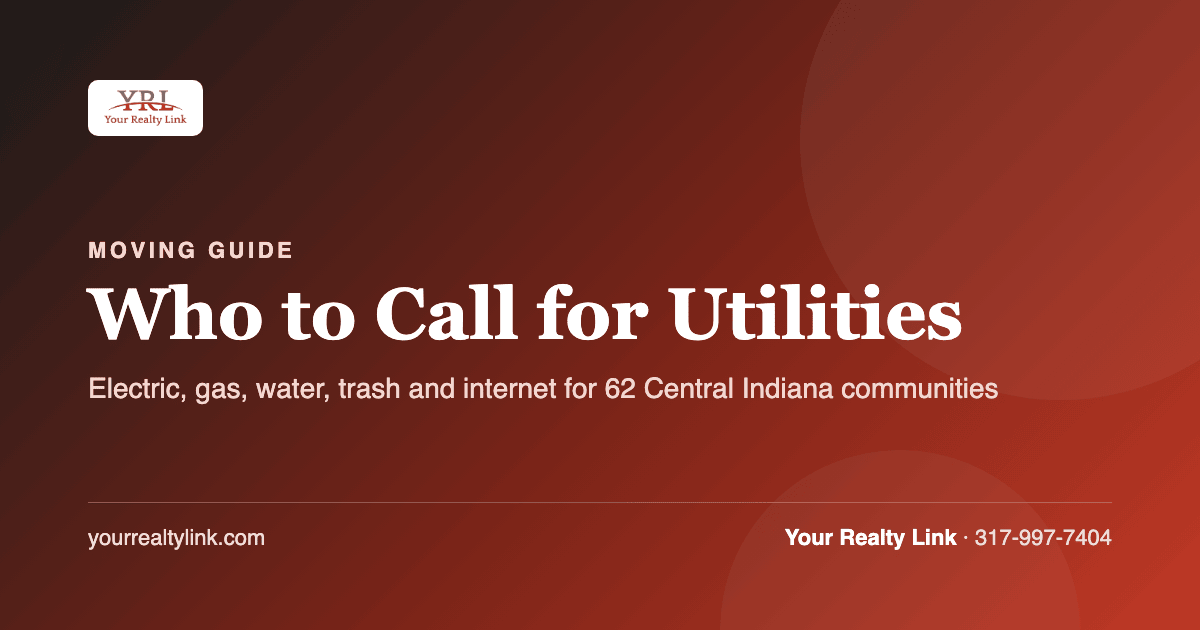 YRL
Your Realty Link
MOVING GUIDE
Who to Call for Utilities
Electric, gas, water, trash and internet for 62 Central Indiana communities
yourrealtylink.com
Your Realty Link · 317-997-7404